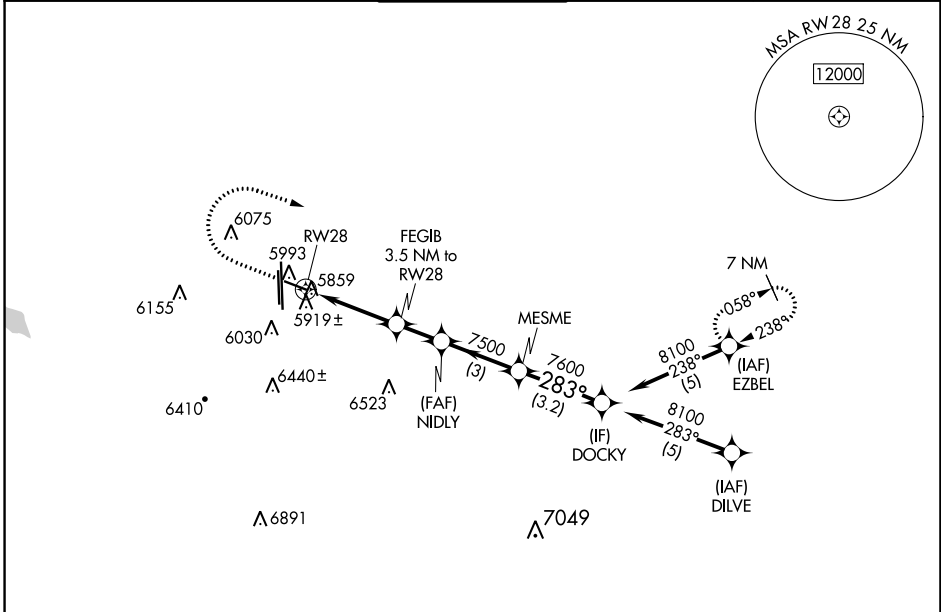 MSA RW 28 25 NM
12000
6075
RW28
FEGIB
3.5 NM to
RW28
5993
5859
7 NM
058°
238°
6155
5919±
6030
MESME
7500
(3)
7600
283°
(3.2)
8100
238°
(5)
(IAF)
EZBEL
6440±
6410
6523
(FAF)
NIDLY
(IF)
DOCKY
8100
283°
(5)
(IAF)
DILVE
6891
7049